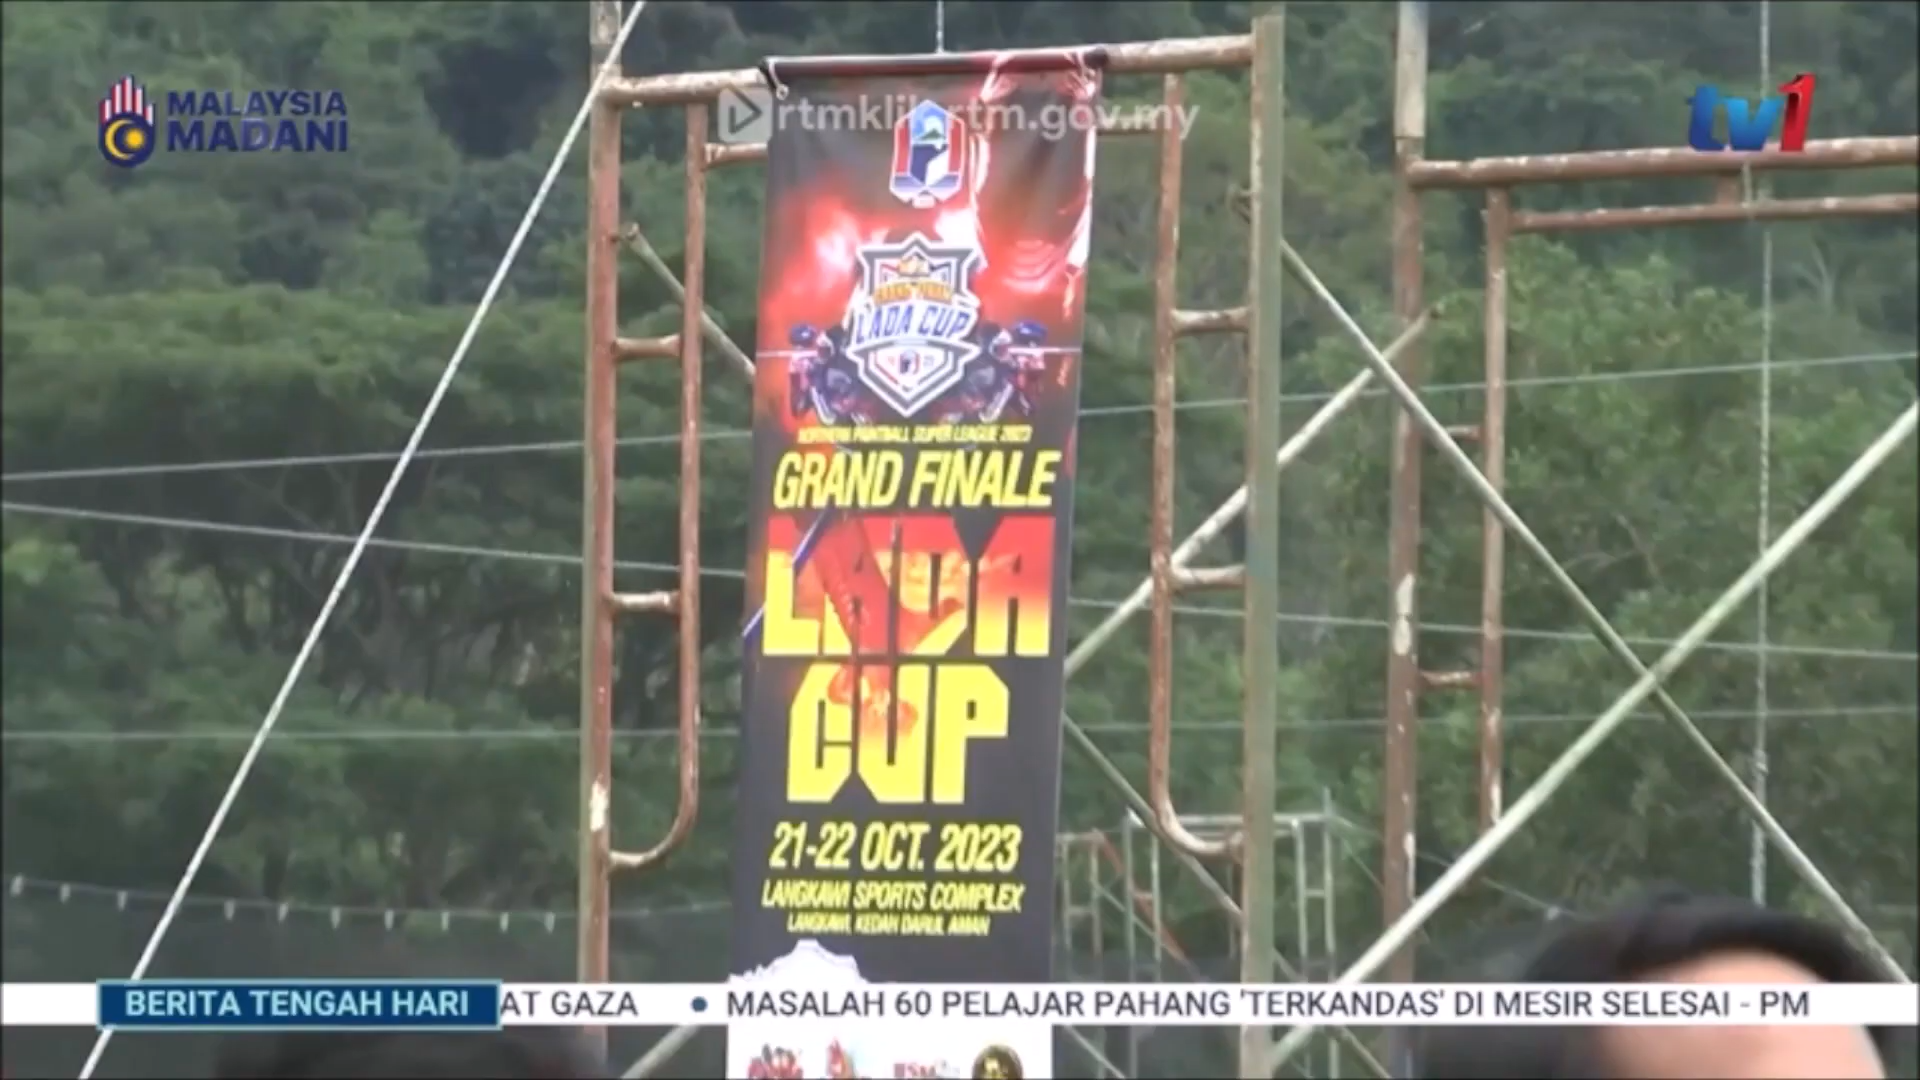 MALAYSIA
MADANI
rtmklik.rtm.gov.my
tv1
LADA CUP
NORTHERN PAINTBALL SUPER LEAGUE 2023
GRAND FINALE
LADA
CUP
21-22 OCT. 2023
LANGKAWI SPORTS COMPLEX
LANGKAWI, KEDAH DARUL AMAN
BERITA TENGAH HARI
AT GAZA • MASALAH 60 PELAJAR PAHANG 'TERKANDAS' DI MESIR SELESAI - PM